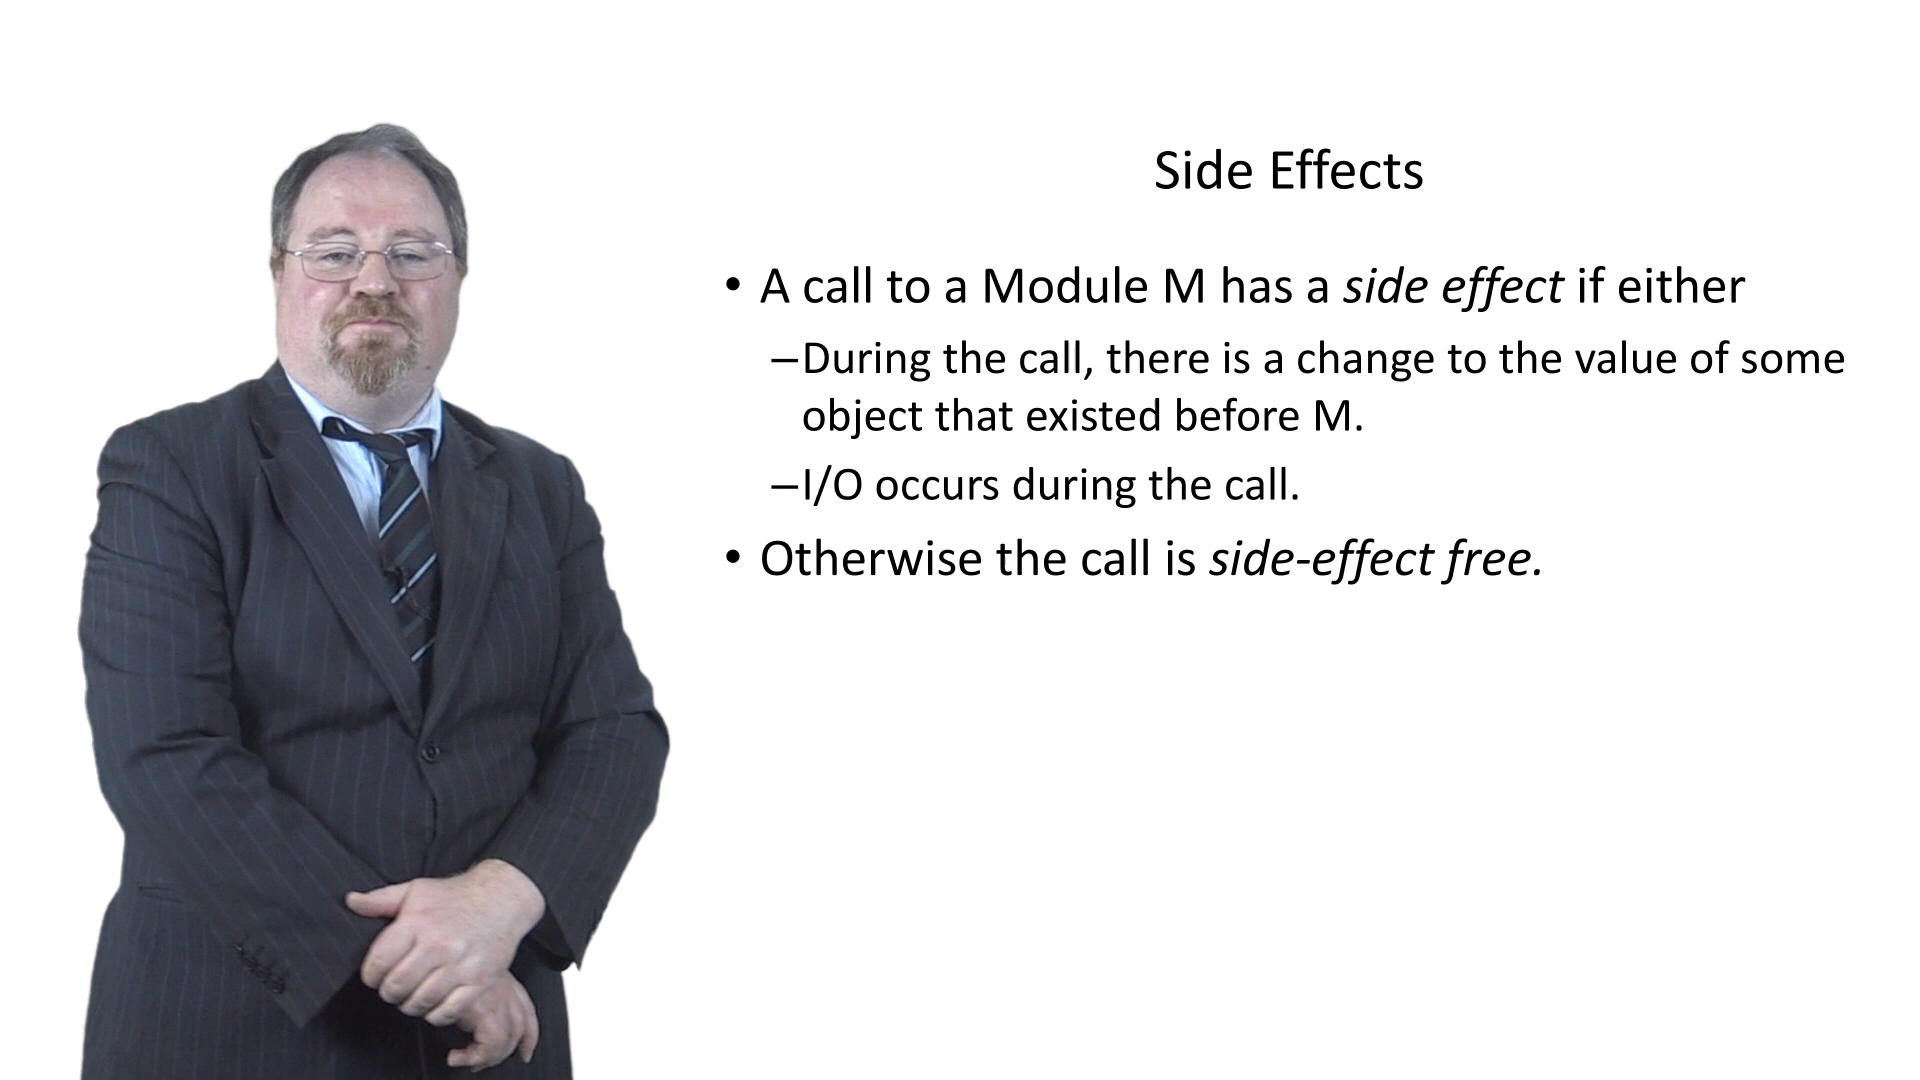 Side Effects
• A call to a Module M has a side effect if either
–During the call, there is a change to the value of some
object that existed before M.
–I/O occurs during the call.
• Otherwise the call is side-effect free.